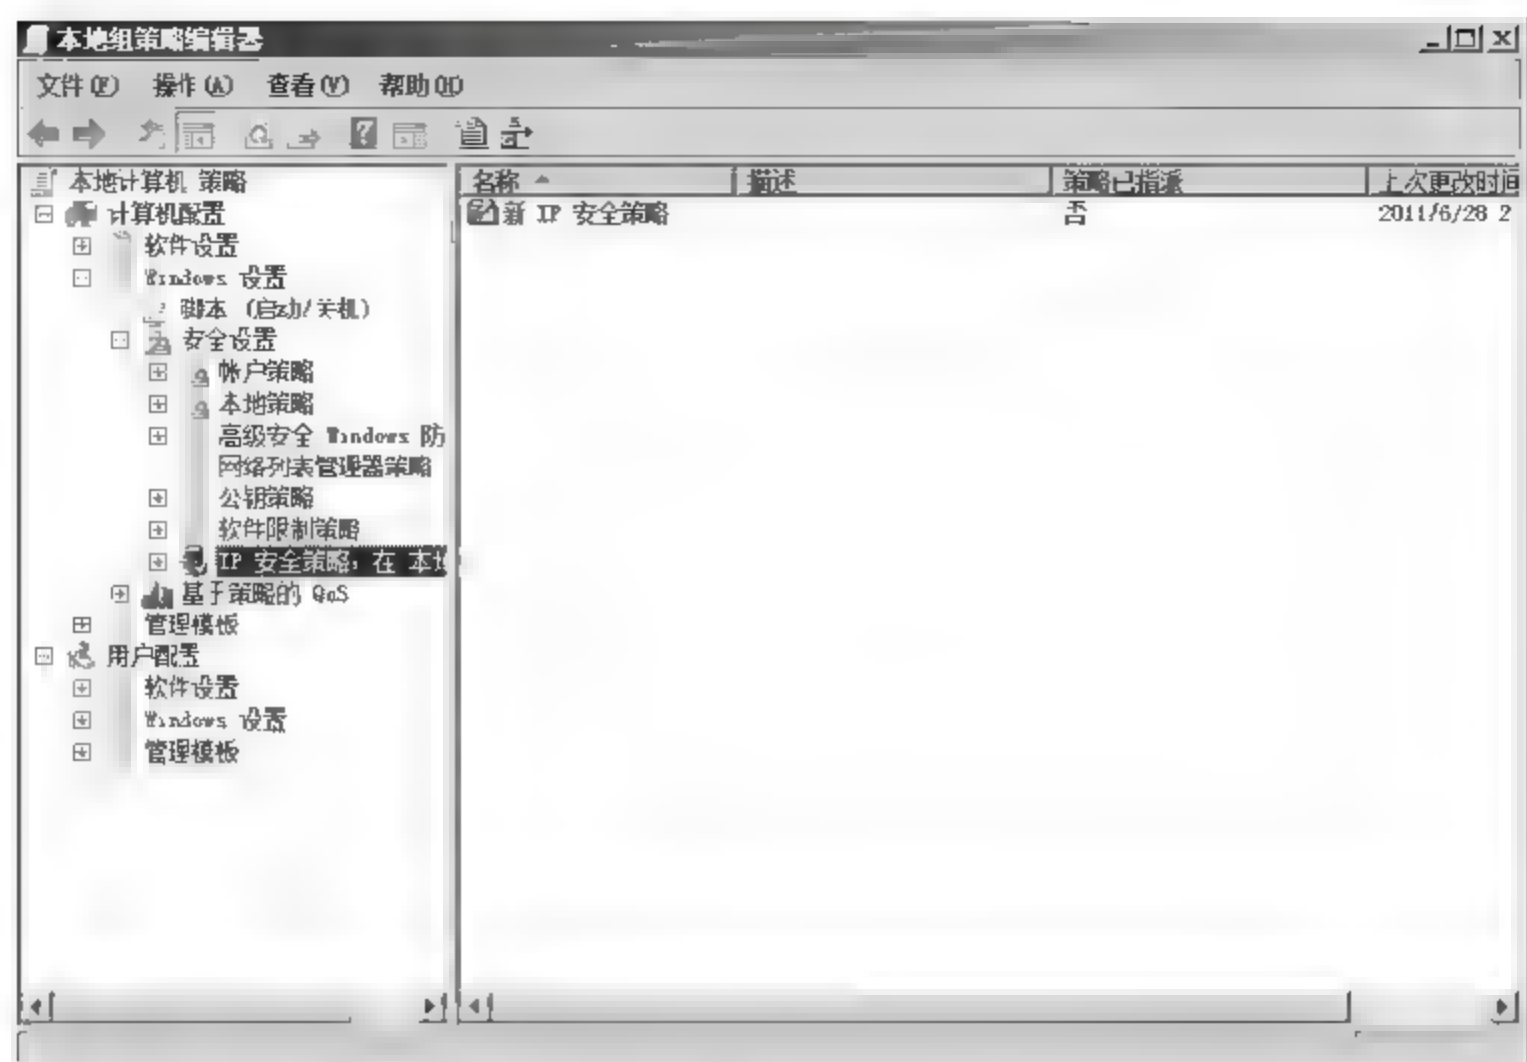 本地组策略编辑器
文件(F) 操作(A) 查看(V) 帮助(H)
本地计算机 策略
计算机配置
软件设置
Windows 设置
脚本 (启动/关机)
安全设置
帐户策略
本地策略
高级安全 Windows 防
网络列表管理器策略
公钥策略
软件限制策略
IP 安全策略，在 本地
基于策略的 QoS
管理模板
用户配置
软件设置
Windows 设置
管理模板
名称 描述 策略已指派 上次更改时间
新 IP 安全策略 否 2011/6/28 2